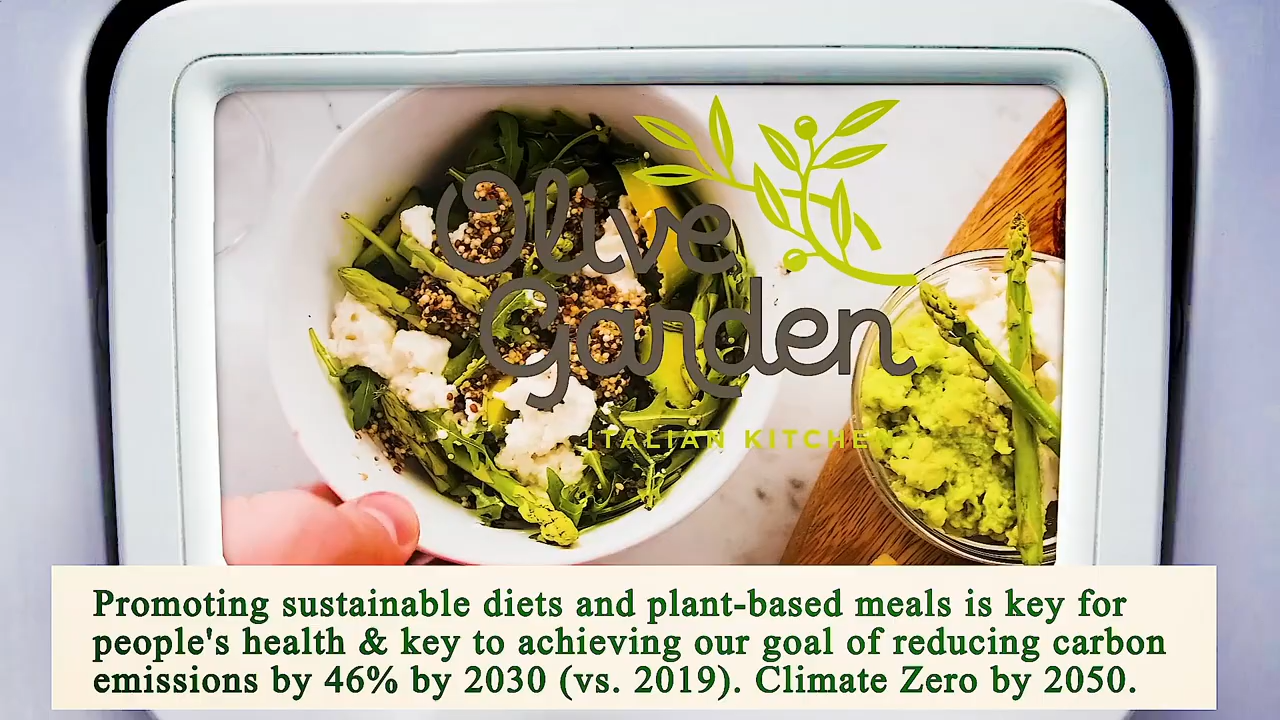 Olive
Garden
ITALIAN KITCHEN
Promoting sustainable diets and plant-based meals is key for
people's health & key to achieving our goal of reducing carbon
emissions by 46% by 2030 (vs. 2019). Climate Zero by 2050.